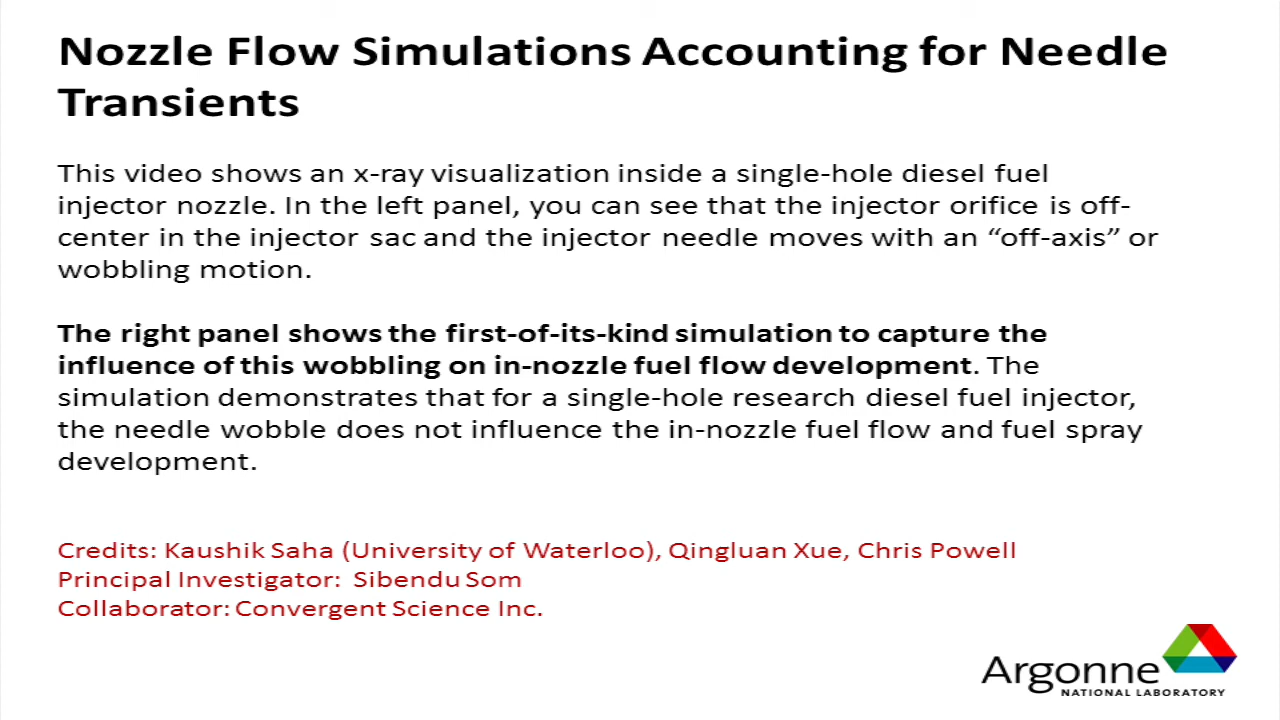 Nozzle Flow Simulations Accounting for Needle
Transients
This video shows an x-ray visualization inside a single-hole diesel fuel
injector nozzle. In the left panel, you can see that the injector orifice is off-
center in the injector sac and the injector needle moves with an “off-axis” or
wobbling motion.
The right panel shows the first-of-its-kind simulation to capture the
influence of this wobbling on in-nozzle fuel flow development. The
simulation demonstrates that for a single-hole research diesel fuel injector,
the needle wobble does not influence the in-nozzle fuel flow and fuel spray
development.
Credits: Kaushik Saha (University of Waterloo), Qingluan Xue, Chris Powell
Principal Investigator: Sibendu Som
Collaborator: Convergent Science Inc.
Argonne
NATIONAL LABORATORY